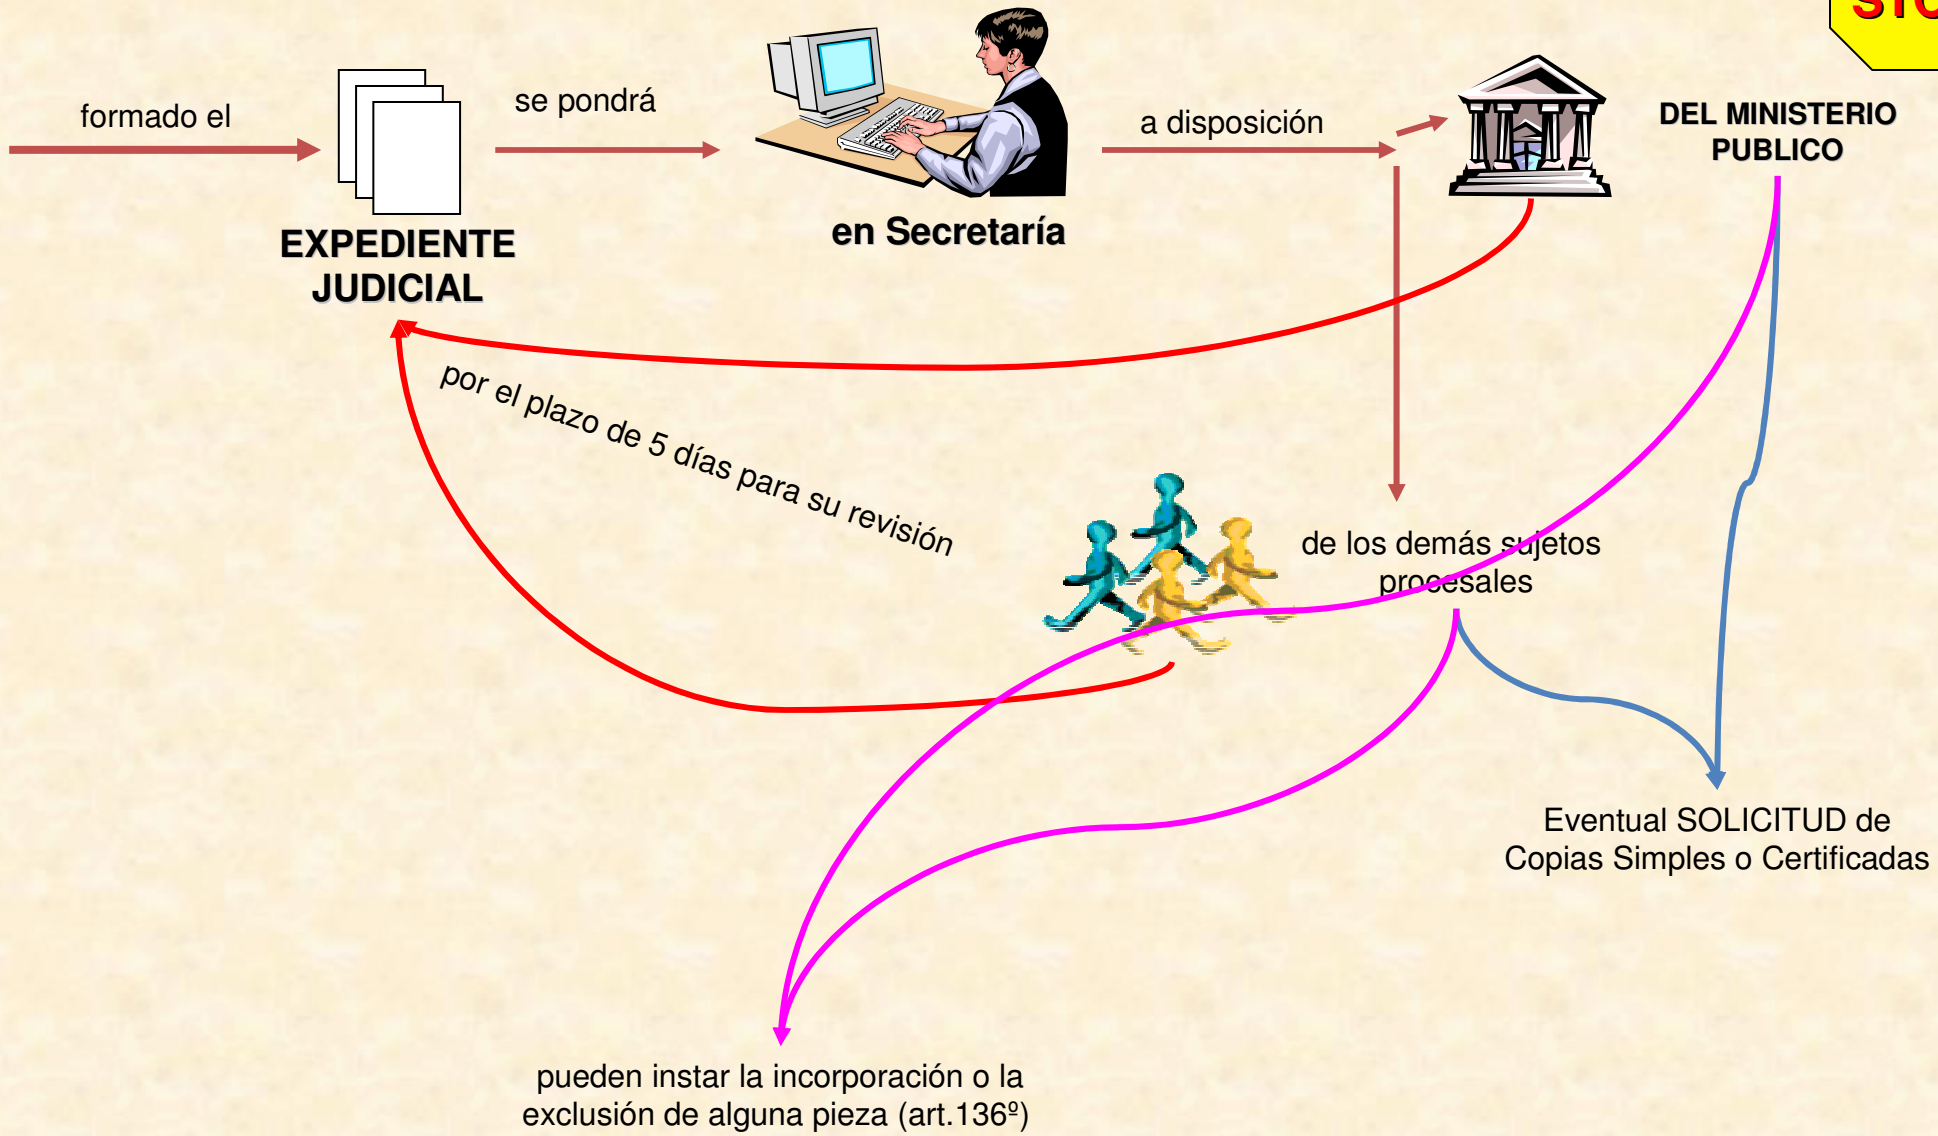 formado el
EXPEDIENTE
JUDICIAL
se pondrá
en Secretaría
a disposición
DEL MINISTERIO
PUBLICO
por el plazo de 5 días para su revisión
de los demás sujetos
procesales
Eventual SOLICITUD de
Copias Simples o Certificadas
pueden instar la incorporación o la
exclusión de alguna pieza (art.136º)